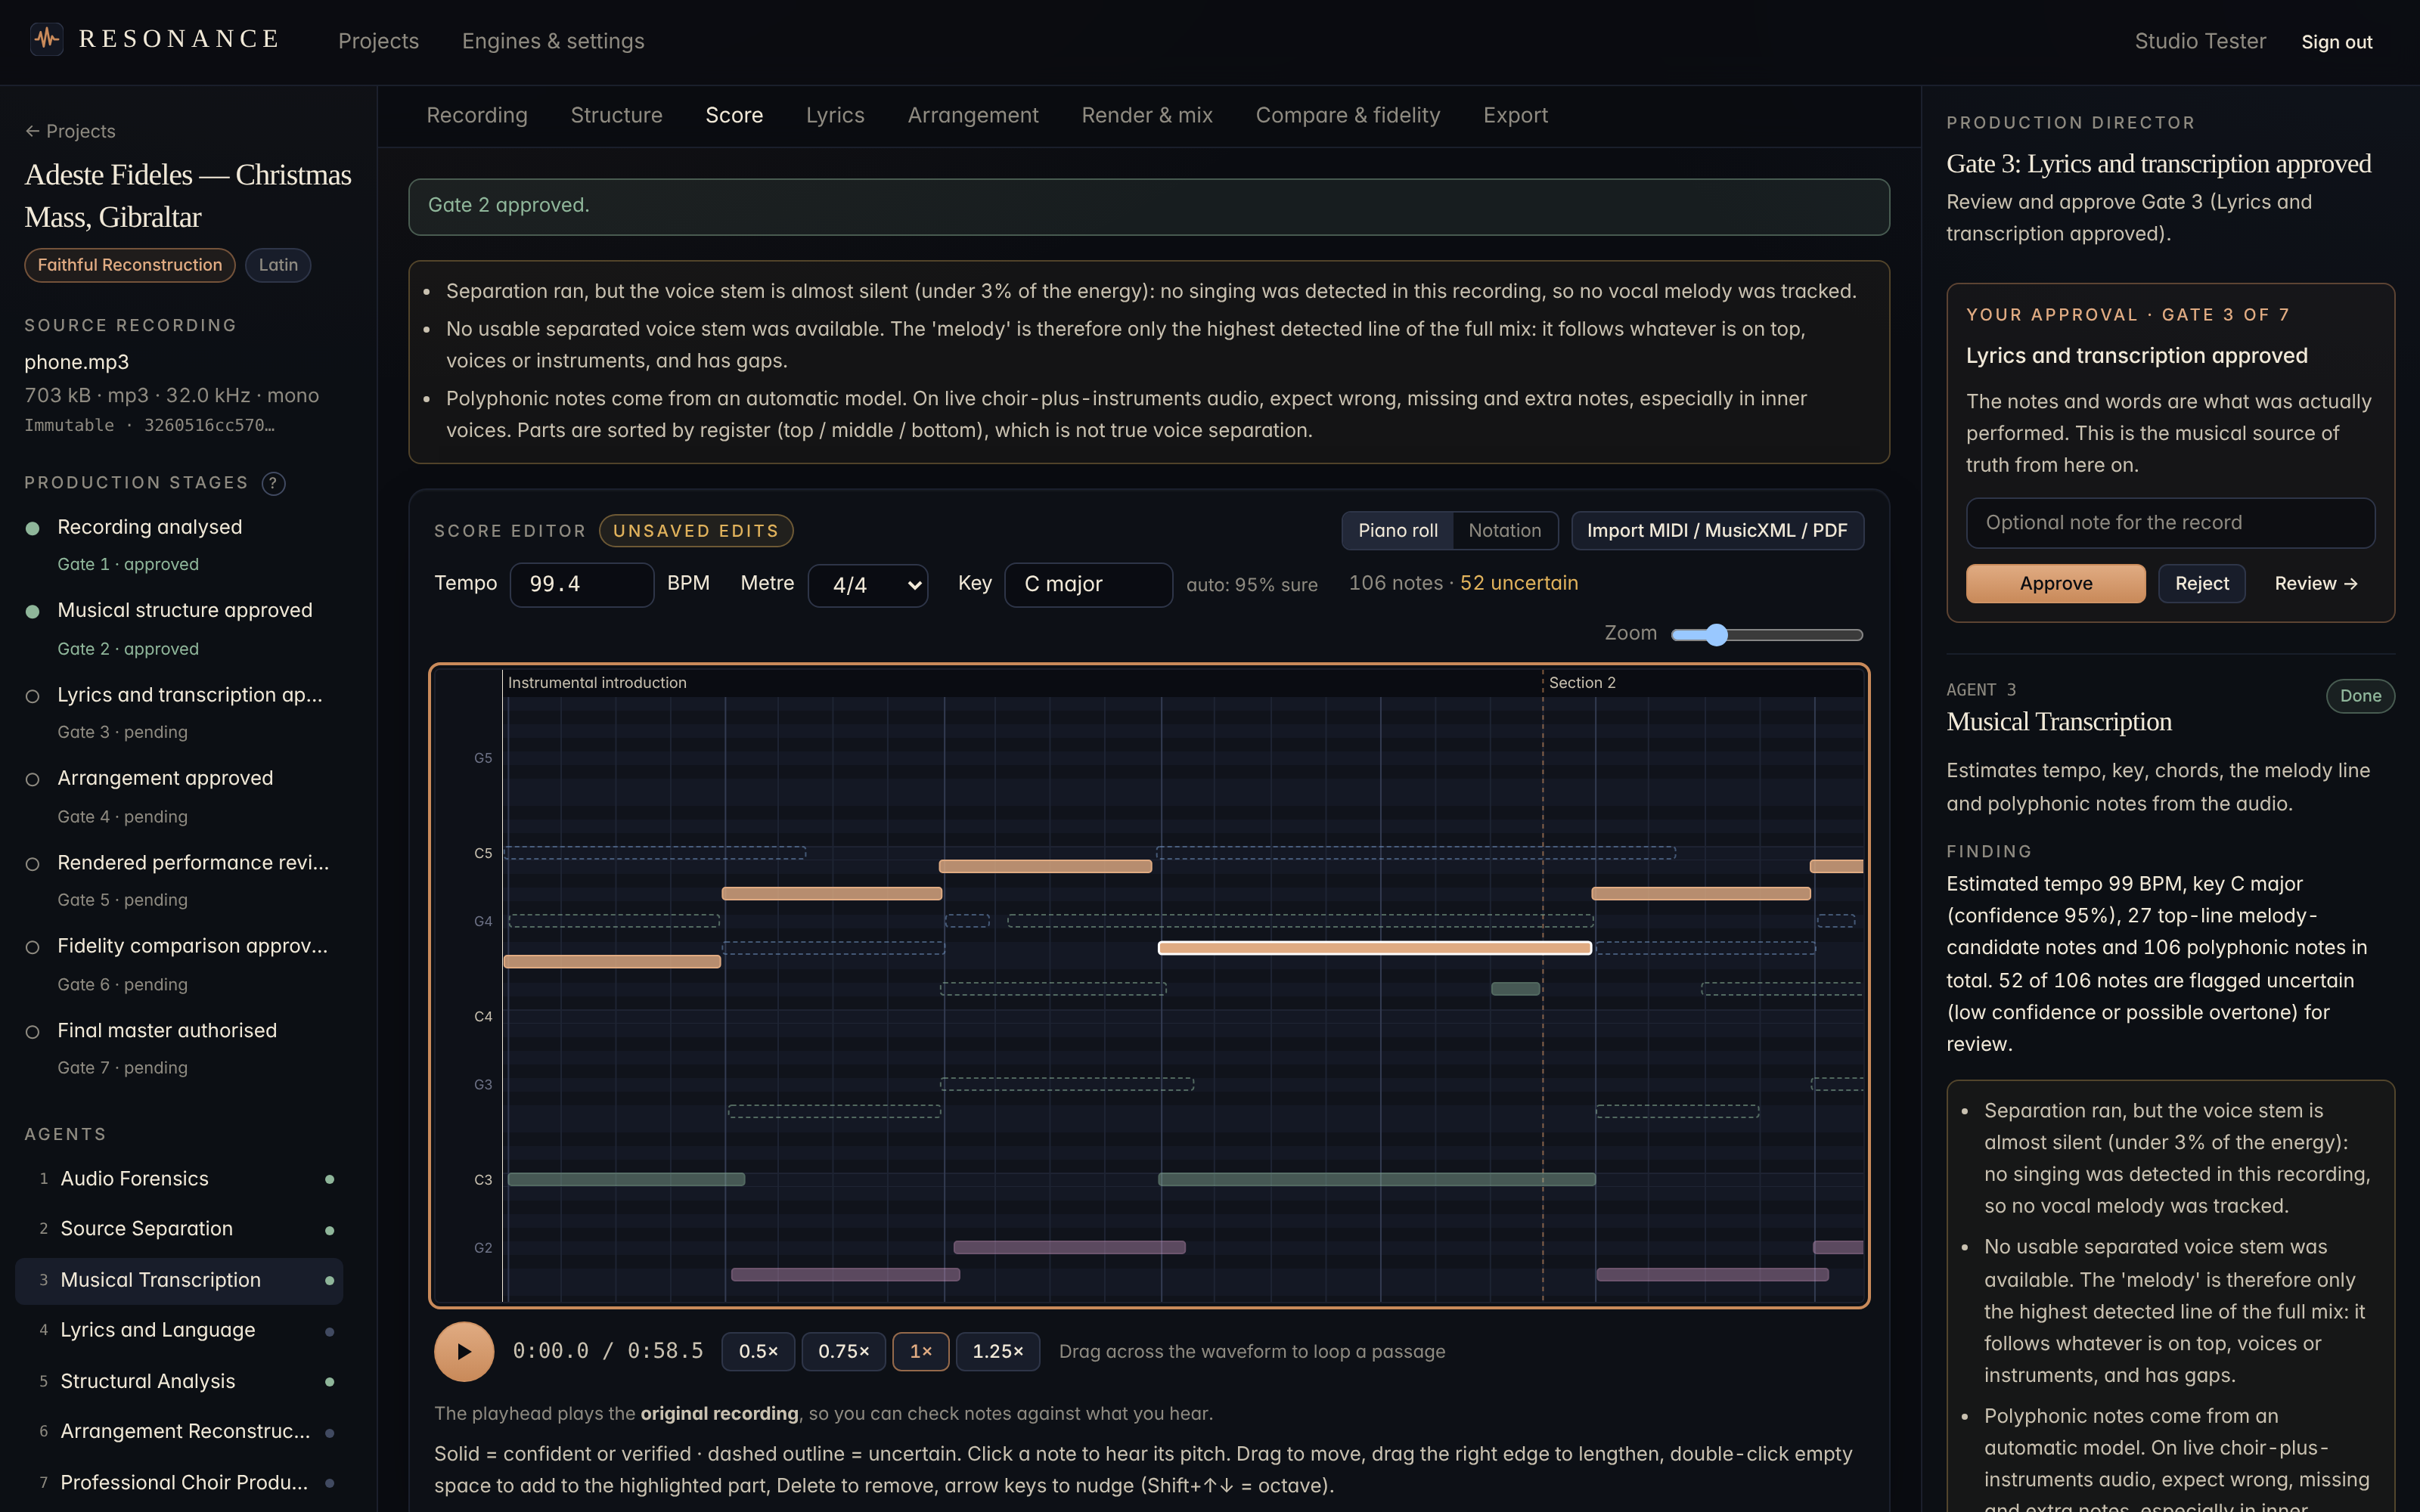 RESONANCE
Projects
Engines & settings
Studio Tester
Sign out
← Projects
Adeste Fideles — Christmas
Mass, Gibraltar
Faithful Reconstruction
Latin
SOURCE RECORDING
phone.mp3
703 kB · mp3 · 32.0 kHz · mono
Immutable · 3260516cc570…
PRODUCTION STAGES ?
Recording analysed
Gate 1 · approved
Musical structure approved
Gate 2 · approved
Lyrics and transcription ap…
Gate 3 · pending
Arrangement approved
Gate 4 · pending
Rendered performance revi…
Gate 5 · pending
Fidelity comparison approv…
Gate 6 · pending
Final master authorised
Gate 7 · pending
AGENTS
1 Audio Forensics
2 Source Separation
3 Musical Transcription
4 Lyrics and Language
5 Structural Analysis
6 Arrangement Reconstruc…
7 Professional Choir Produ…
Recording
Structure
Score
Lyrics
Arrangement
Render & mix
Compare & fidelity
Export
Gate 2 approved.
• Separation ran, but the voice stem is almost silent (under 3% of the energy): no singing was detected in this recording, so no vocal melody was tracked.
• No usable separated voice stem was available. The 'melody' is therefore only the highest detected line of the full mix: it follows whatever is on top,
voices or instruments, and has gaps.
• Polyphonic notes come from an automatic model. On live choir-plus-instruments audio, expect wrong, missing and extra notes, especially in inner
voices. Parts are sorted by register (top / middle / bottom), which is not true voice separation.
SCORE EDITOR
UNSAVED EDITS
Piano roll
Notation
Import MIDI / MusicXML / PDF
Tempo 99.4 BPM
Metre 4/4
Key C major
auto: 95% sure
106 notes · 52 uncertain
Zoom
Instrumental introduction
Section 2
G5
C5
G4
C4
G3
C3
G2
0:00.0 / 0:58.5
0.5×
0.75×
1×
1.25×
Drag across the waveform to loop a passage
The playhead plays the original recording, so you can check notes against what you hear.
Solid = confident or verified · dashed outline = uncertain. Click a note to hear its pitch. Drag to move, drag the right edge to lengthen, double-click empty
space to add to the highlighted part, Delete to remove, arrow keys to nudge (Shift+↑↓ = octave).
PRODUCTION DIRECTOR
Gate 3: Lyrics and transcription approved
Review and approve Gate 3 (Lyrics and
transcription approved).
YOUR APPROVAL · GATE 3 OF 7
Lyrics and transcription approved
The notes and words are what was actually
performed. This is the musical source of
truth from here on.
Optional note for the record
Approve
Reject
Review →
AGENT 3
Done
Musical Transcription
Estimates tempo, key, chords, the melody line
and polyphonic notes from the audio.
FINDING
Estimated tempo 99 BPM, key C major
(confidence 95%), 27 top-line melody-
candidate notes and 106 polyphonic notes in
total. 52 of 106 notes are flagged uncertain
(low confidence or possible overtone) for
review.
• Separation ran, but the voice stem is
almost silent (under 3% of the energy):
no singing was detected in this recording,
so no vocal melody was tracked.
• No usable separated voice stem was
available. The 'melody' is therefore only
the highest detected line of the full mix: it
follows whatever is on top, voices or
instruments, and has gaps.
• Polyphonic notes come from an
automatic model. On live choir-plus-
instruments audio, expect wrong, missing
and extra notes, especially in inner